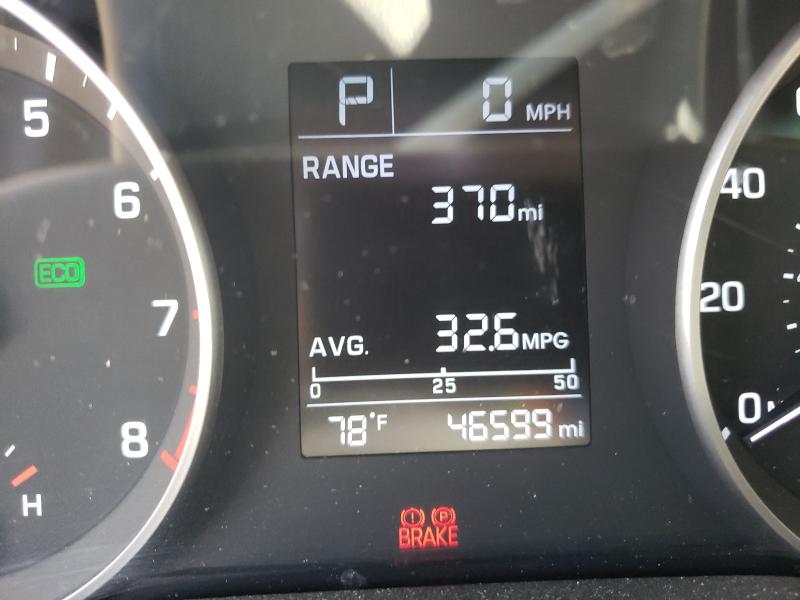 P 0 MPH
RANGE
370 mi
AVG. 32.6 MPG
0 25 50
78°F 46599 mi
5
6
ECO
7
8
H
40
20
0
(!) (P)
BRAKE